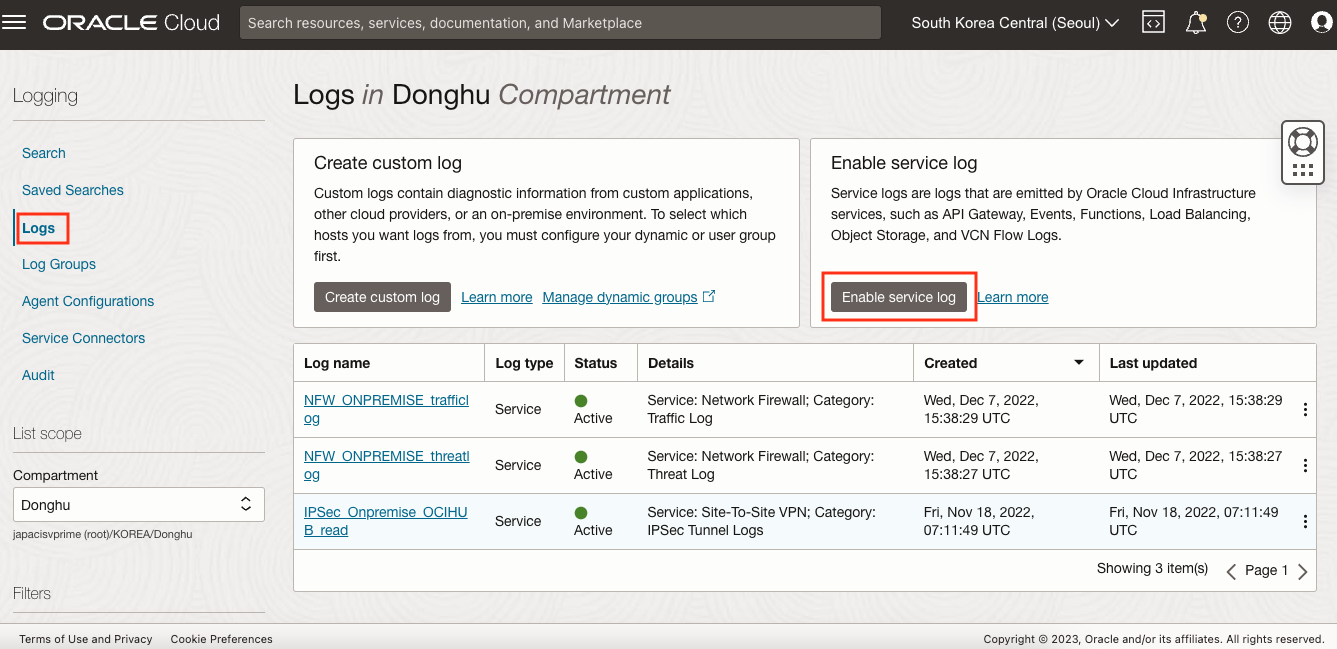 ORACLE Cloud
Search resources, services, documentation, and Marketplace
South Korea Central (Seoul)
Logging
Search
Saved Searches
Logs
Log Groups
Agent Configurations
Service Connectors
Audit
List scope
Compartment
Donghu
japacisvprime (root)/KOREA/Donghu
Filters
Logs in Donghu Compartment
Create custom log
Custom logs contain diagnostic information from custom applications,
other cloud providers, or an on-premise environment. To select which
hosts you want logs from, you must configure your dynamic or user group
first.
Create custom log Learn more Manage dynamic groups
Enable service log
Service logs are logs that are emitted by Oracle Cloud Infrastructure
services, such as API Gateway, Events, Functions, Load Balancing,
Object Storage, and VCN Flow Logs.
Enable service log Learn more
Log name Log type Status Details Created Last updated
NFW_ONPREMISE_trafficl
og
Service
Active
Service: Network Firewall; Category:
Traffic Log
Wed, Dec 7, 2022,
15:38:29 UTC
Wed, Dec 7, 2022, 15:38:29
UTC
NFW_ONPREMISE_threatl
og
Service
Active
Service: Network Firewall; Category:
Threat Log
Wed, Dec 7, 2022,
15:38:27 UTC
Wed, Dec 7, 2022, 15:38:27
UTC
IPSec_Onpremise_OCIHU
B_read
Service
Active
Service: Site-To-Site VPN; Category:
IPSec Tunnel Logs
Fri, Nov 18, 2022,
07:11:49 UTC
Fri, Nov 18, 2022, 07:11:49
UTC
Showing 3 item(s) Page 1
Terms of Use and Privacy Cookie Preferences
Copyright © 2023, Oracle and/or its affiliates. All rights reserved.